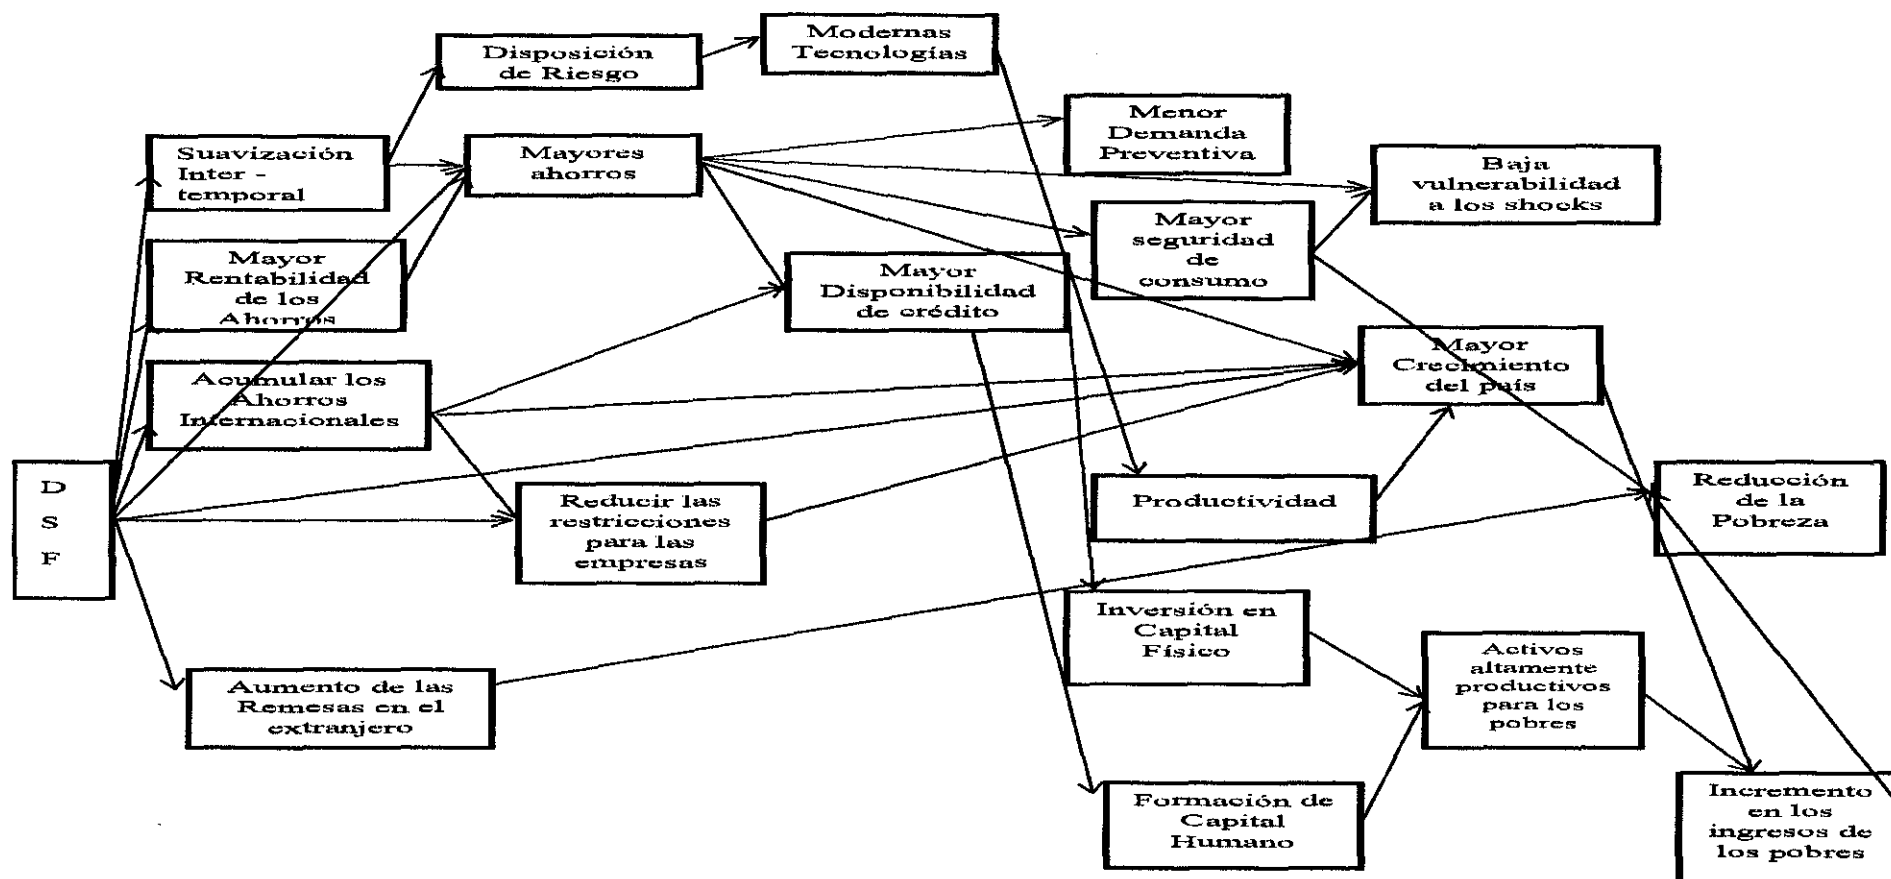 Disposición
de Riesgo
Modernas
Tecnologías
Suavización
Inter -
temporal
Mayores
ahorros
Menor
Demanda
Preventiva
Baja
vulnerabilidad
a los shocks
Mayor
Rentabilidad
de los
Ahorros
Mayor
Disponibilidad
de crédito
Mayor
seguridad
de
consumo
Acumular los
Ahorros
Internacionales
Mayor
Crecimiento
del país
D
S
F
Reducir las
restricciones
para las
empresas
Productividad
Reducción
de la
Pobreza
Aumento de las
Remesas en el
extranjero
Inversión en
Capital
Físico
Activos
altamente
productivos
para los
pobres
Formación de
Capital
Humano
Incremento
en los
ingresos de
los pobres